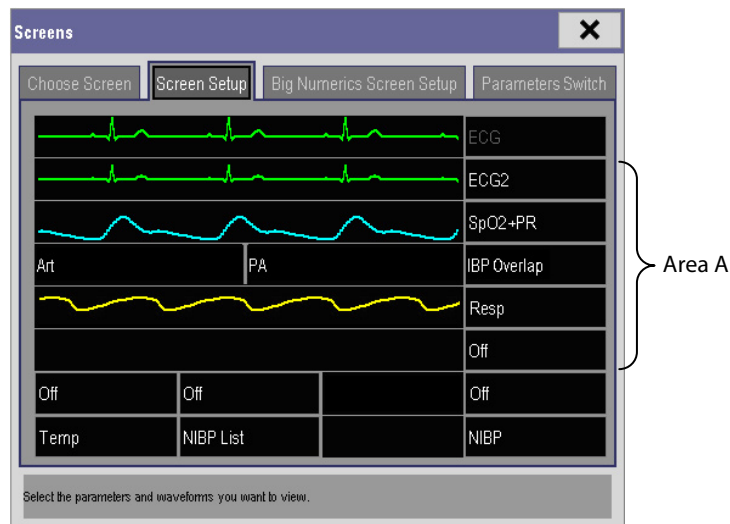 Screens
Choose Screen Screen Setup Big Numerics Screen Setup Parameters Switch
ECG
ECG2
SpO2+PR
Art PA IBP Overlap
Area A
Resp
Off
Off Off Off
Temp NIBP List NIBP
Select the parameters and waveforms you want to view.